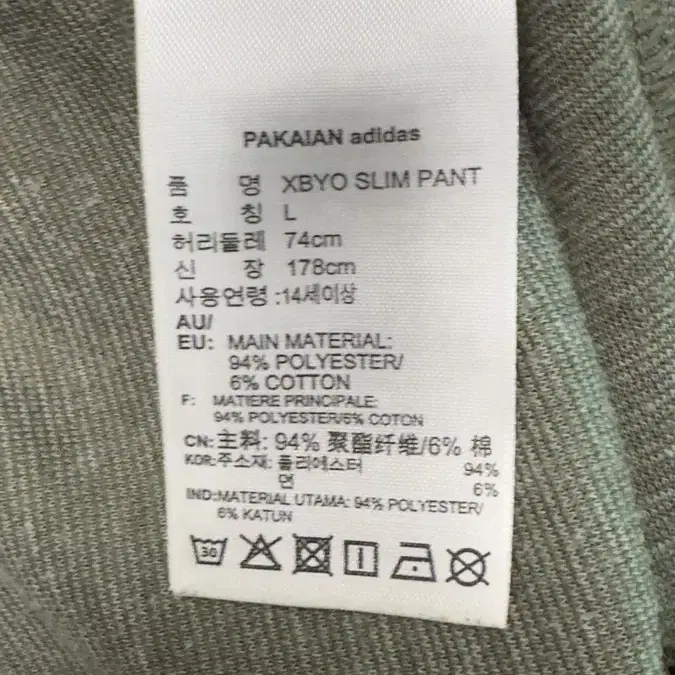 PAKAIAN adidas
품 명 XBYO SLIM PANT
호 칭 L
허리둘레 74cm
신 장 178cm
사용연령 :14세이상
AU/
EU: MAIN MATERIAL:
94% POLYESTER/
6% COTTON
F: MATIERE PRINCIPALE:
94% POLYESTER/6% COTON
CN:主料: 94% 聚酯纤维/6% 棉
KOR:주소재: 폴리에스터 94%
면 6%
IND:MATERIAL UTAMA: 94% POLYESTER/
6% KATUN
30